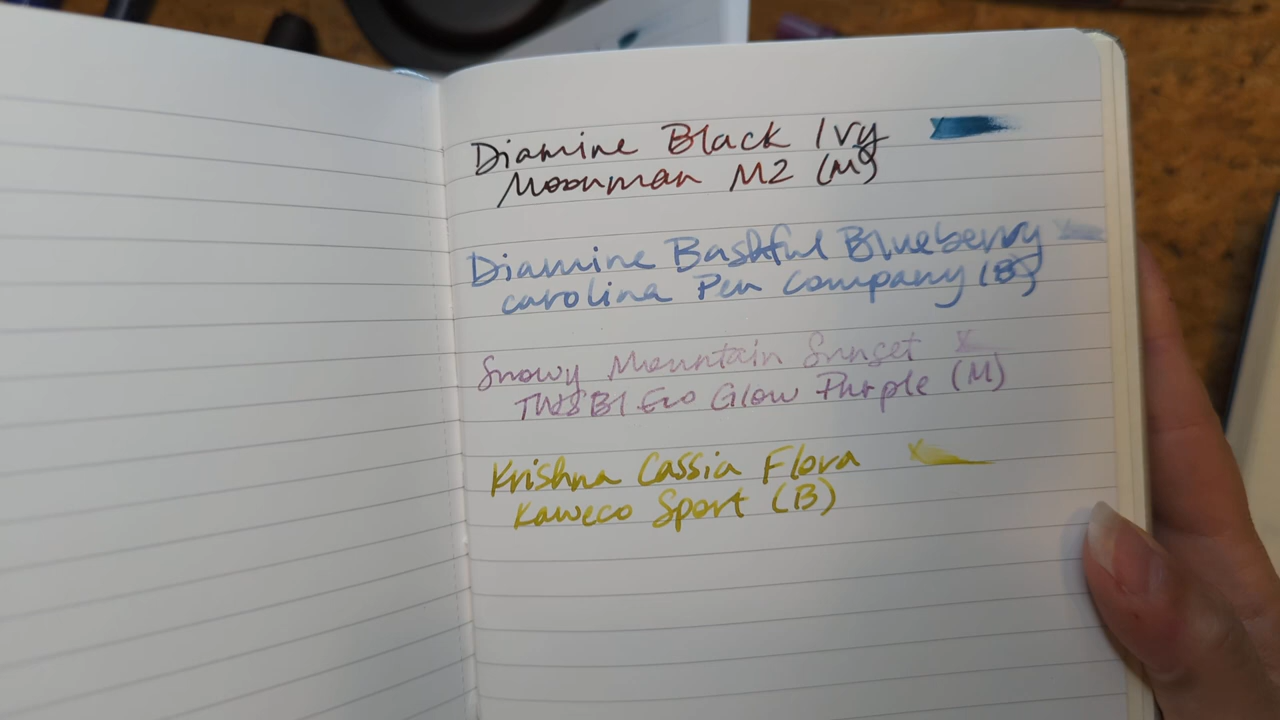 Diamine Black Ivy
Moonman M2 (M)
Diamine Bashful Blueberry
Carolina Pen Company (B)
Snowy Mountain Sunset
TWSBI Eco Glow Purple (M)
Krishna Cassia Flora
Kaweco Sport (B)